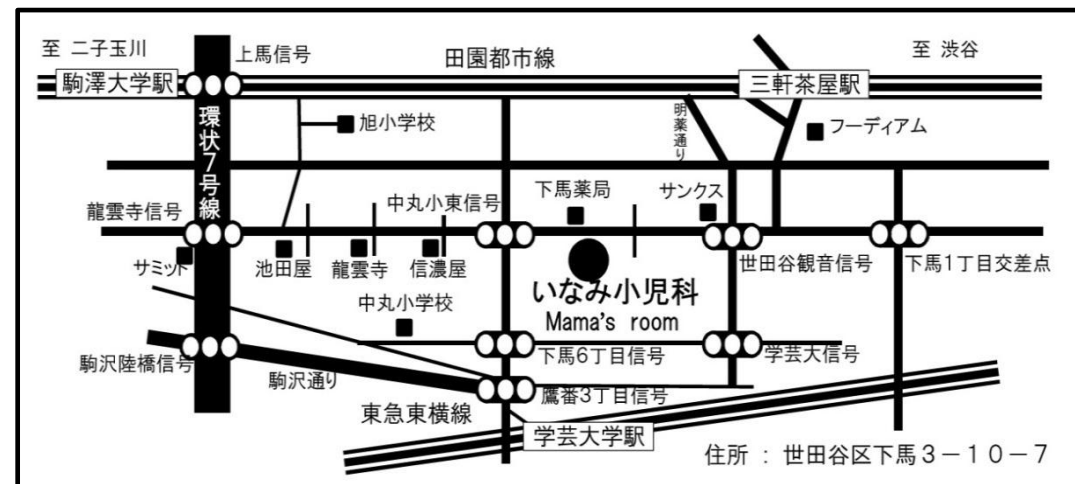 至 二子玉川
上馬信号
田園都市線
至 渋谷
駒澤大学駅
三軒茶屋駅
環状7号線
旭小学校
明薬通り
フーディアム
龍雲寺信号
中丸小東信号
下馬薬局
サンクス
サミット
池田屋
龍雲寺
信濃屋
世田谷観音信号
下馬1丁目交差点
いなみ小児科
Mama's room
中丸小学校
駒沢陸橋信号
下馬6丁目信号
学芸大信号
駒沢通り
鷹番3丁目信号
東急東横線
学芸大学駅
住所 : 世田谷区下馬3-10-7